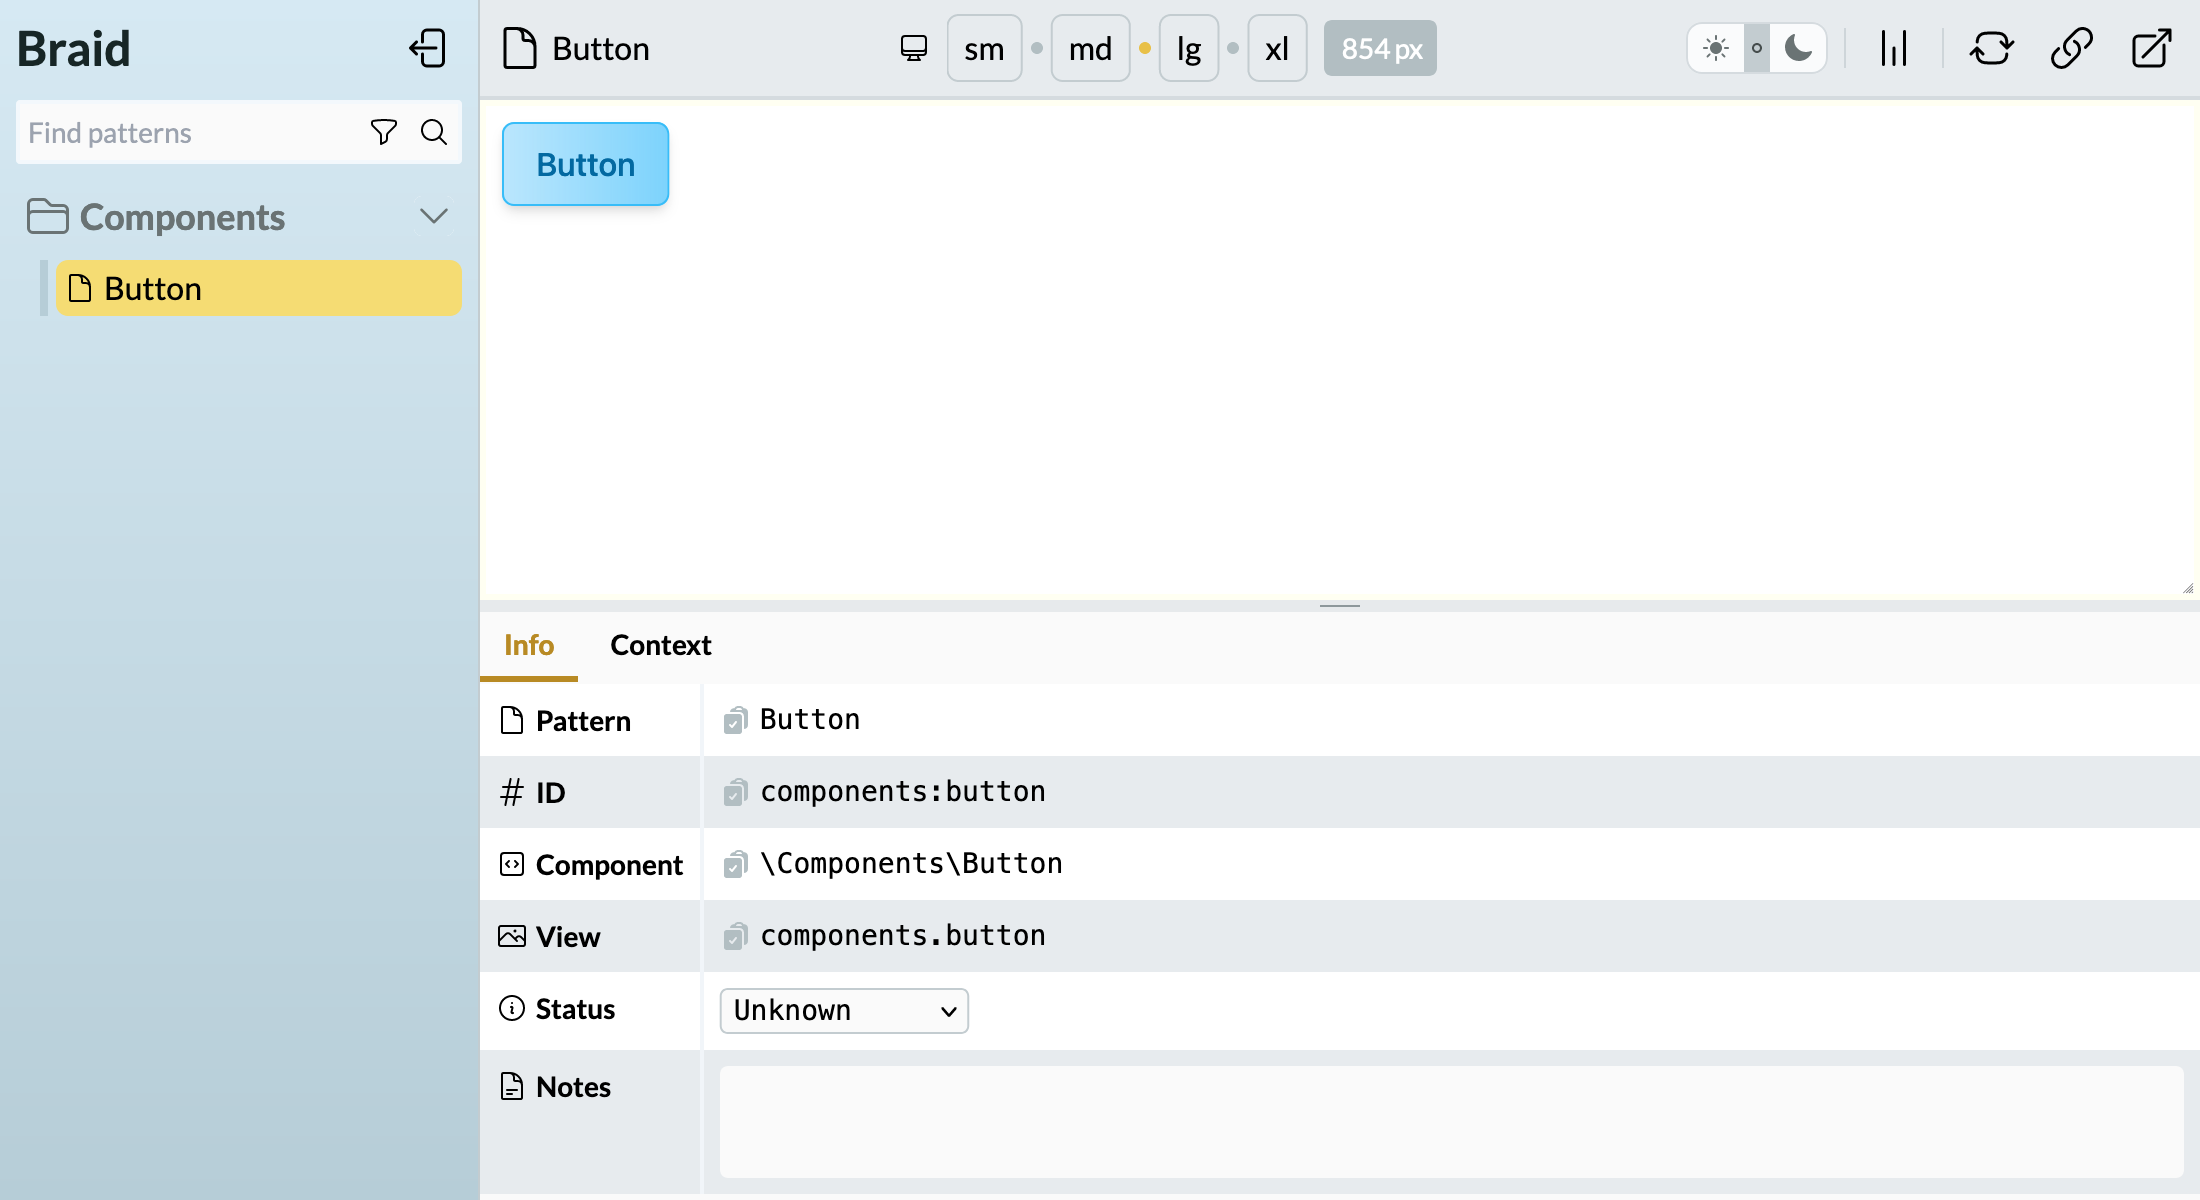 Braid
Find patterns
Components
Button
Button
sm md lg xl 854 px
Button
Info Context
Pattern Button
ID components:button
Component \Components\Button
View components.button
Status Unknown
Notes